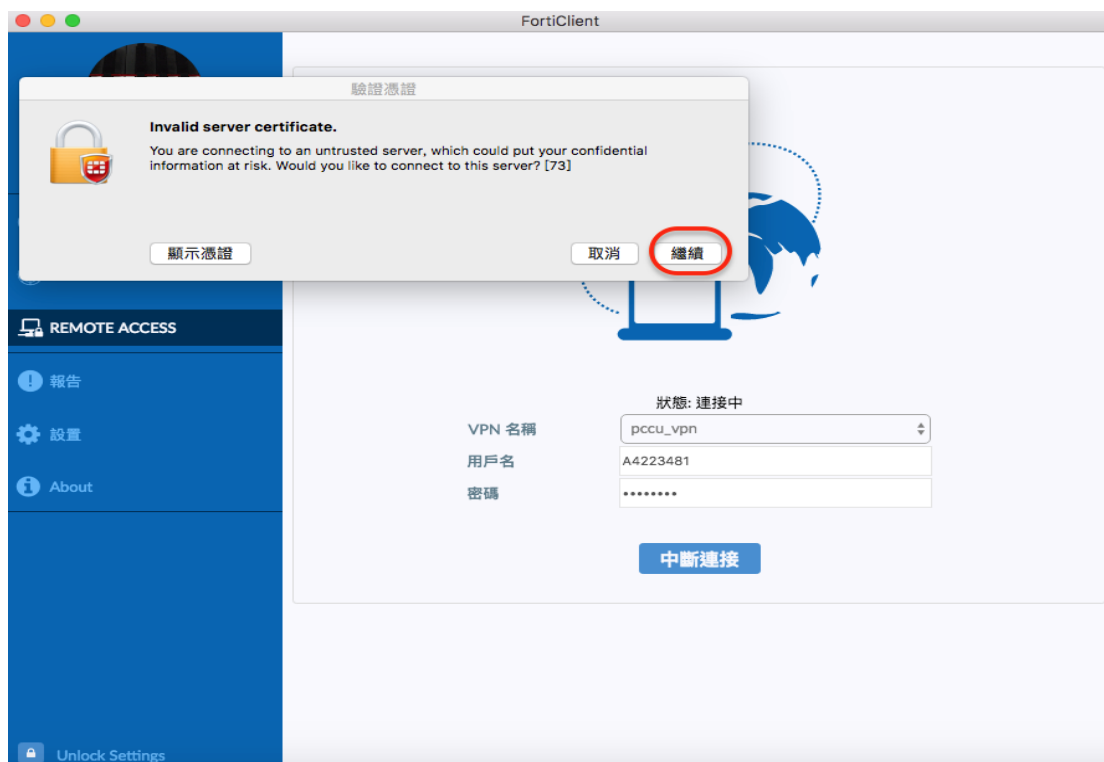 FortiClient
驗證憑證
Invalid server certificate.
You are connecting to an untrusted server, which could put your confidential
information at risk. Would you like to connect to this server? [73]
顯示憑證
取消
繼續
REMOTE ACCESS
報告
設置
About
狀態: 連接中
VPN 名稱
pccu_vpn
用戶名
A4223481
密碼
••••••••
中斷連接
Unlock Settings